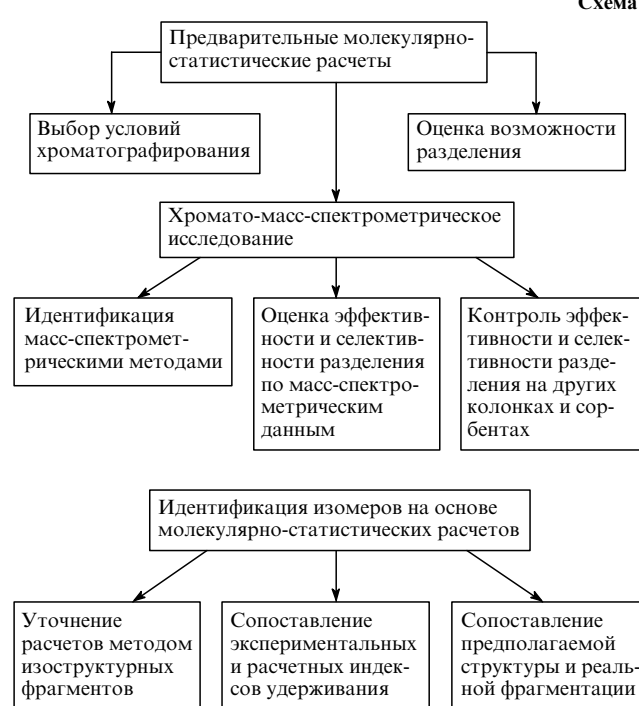 Схема
Предварительные молекулярно-
статистические расчеты
Выбор условий
хроматографирования
Оценка возможности
разделения
Хромато-масс-спектрометрическое
исследование
Идентификация
масс-спектромет-
рическими методами
Оценка эффектив-
ности и селектив-
ности разделения
по масс-спектро-
метрическим
данным
Контроль эффек-
тивности и селек-
тивности разде-
ления на других
колонках и сор-
бентах
Идентификация изомеров на основе
молекулярно-статистических расчетов
Уточнение
расчетов методом
изоструктурных
фрагментов
Сопоставление
экспериментальных
и расчетных индек-
сов удерживания
Сопоставление
предполагаемой
структуры и реаль-
ной фрагментации